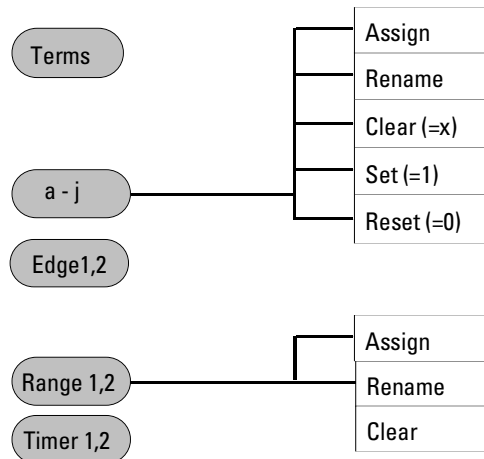 Terms
a - j
Edge1,2
Assign
Rename
Clear (=x)
Set (=1)
Reset (=0)
Range 1,2
Timer 1,2
Assign
Rename
Clear